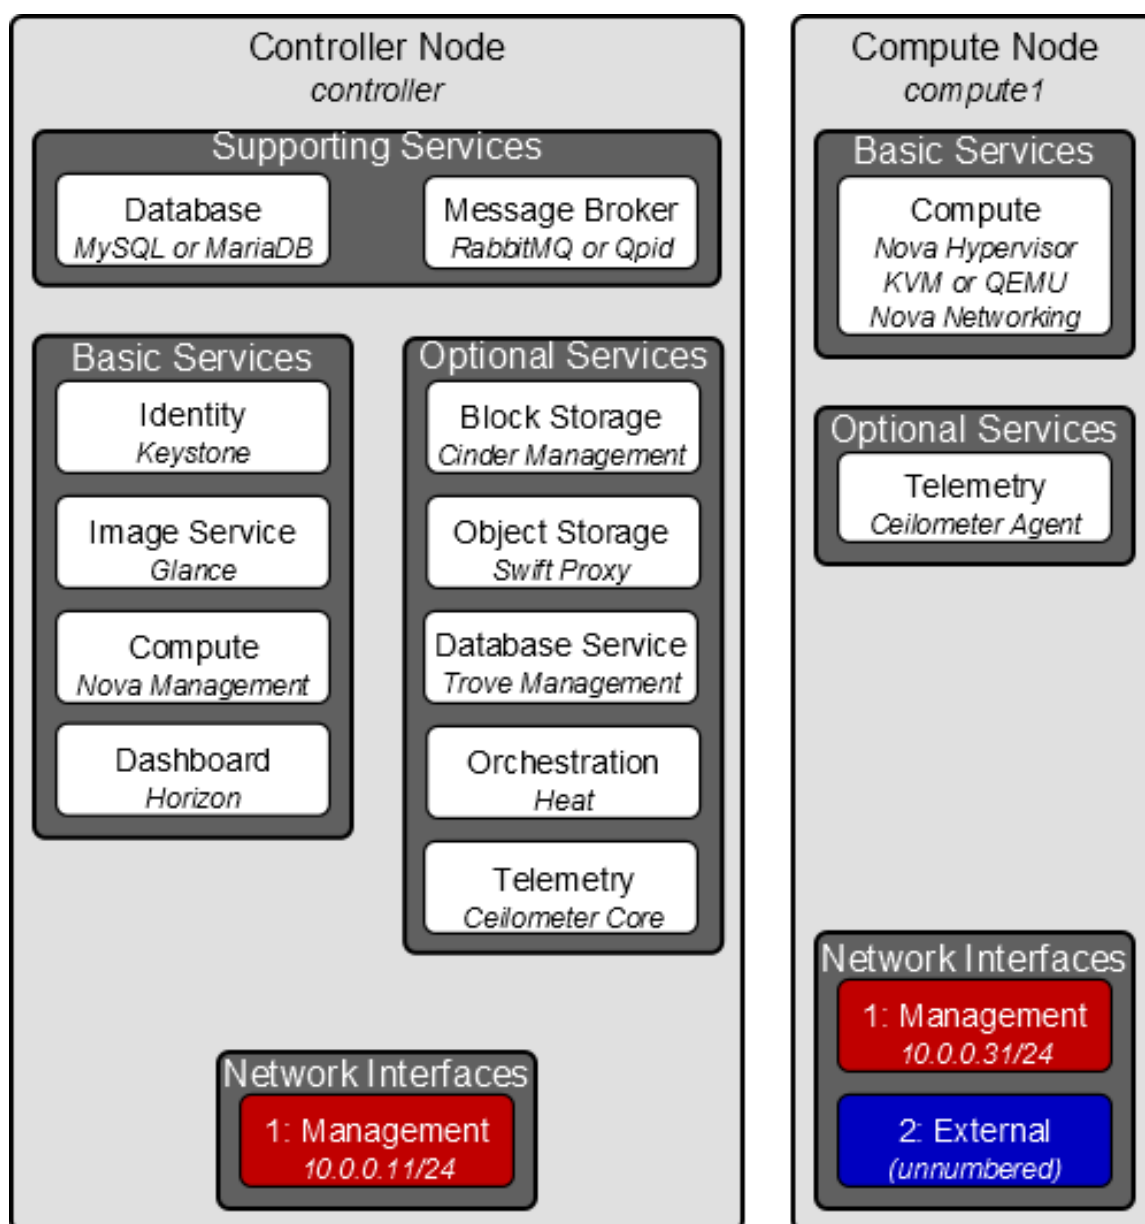 Controller Node
controller
Supporting Services
Database
MySQL or MariaDB
Message Broker
RabbitMQ or Qpid
Basic Services
Identity
Keystone
Image Service
Glance
Compute
Nova Management
Dashboard
Horizon
Optional Services
Block Storage
Cinder Management
Object Storage
Swift Proxy
Database Service
Trove Management
Orchestration
Heat
Telemetry
Ceilometer Core
Network Interfaces
1: Management
10.0.0.11/24
Compute Node
compute1
Basic Services
Compute
Nova Hypervisor
KVM or QEMU
Nova Networking
Optional Services
Telemetry
Ceilometer Agent
Network Interfaces
1: Management
10.0.0.31/24
2: External
(unnumbered)